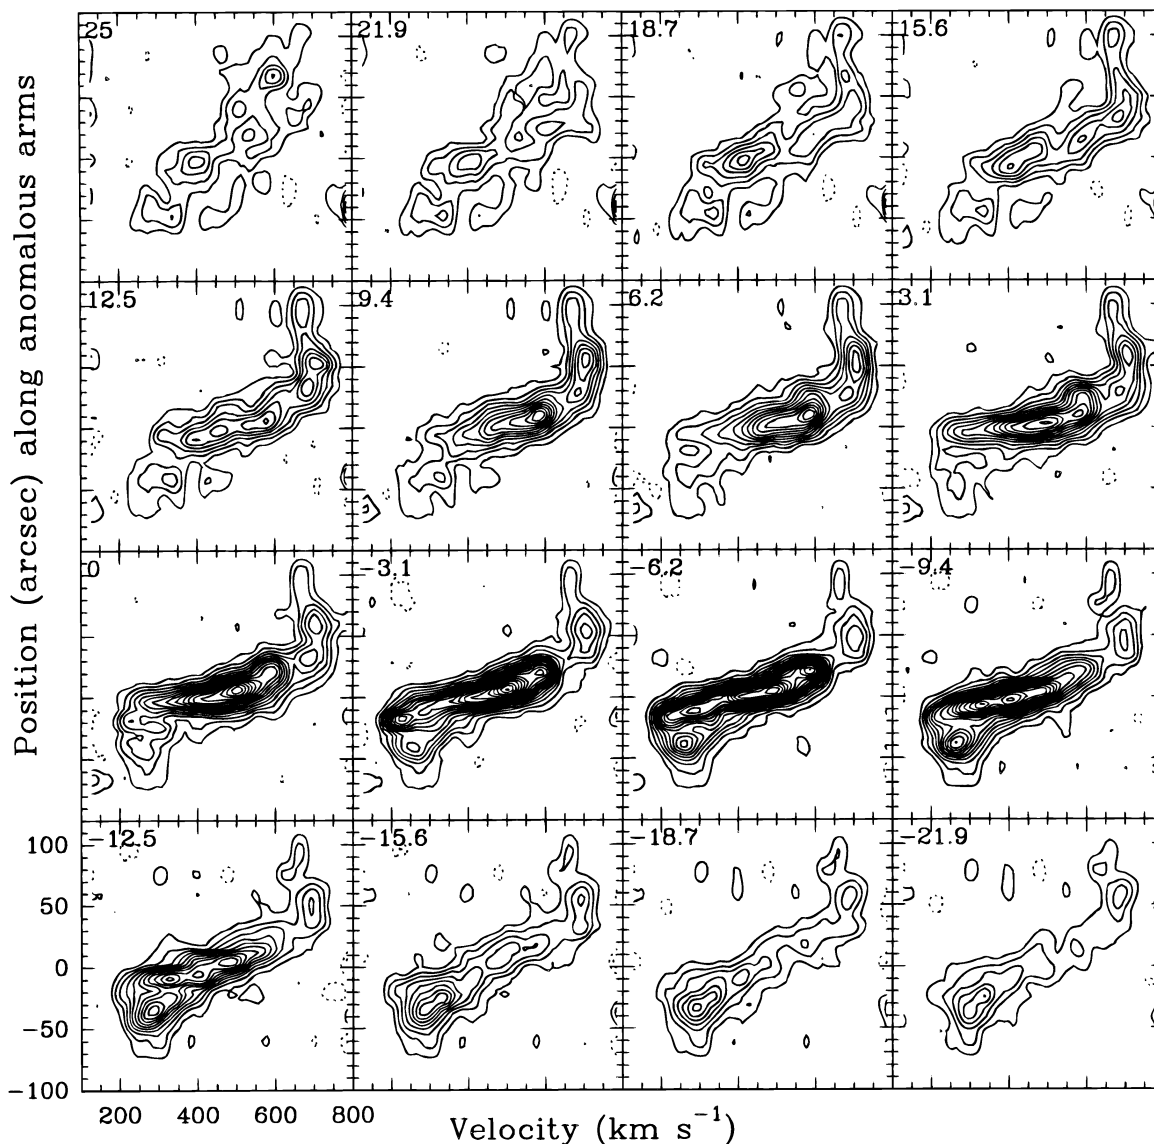 Position (arcsec) along anomalous arms
25 21.9 18.7 15.6
12.5 9.4 6.2 3.1
0 −3.1 −6.2 −9.4
−12.5 −15.6 −18.7 −21.9
100
50
0
−50
−100
200 400 600 800
Velocity (km s⁻¹)